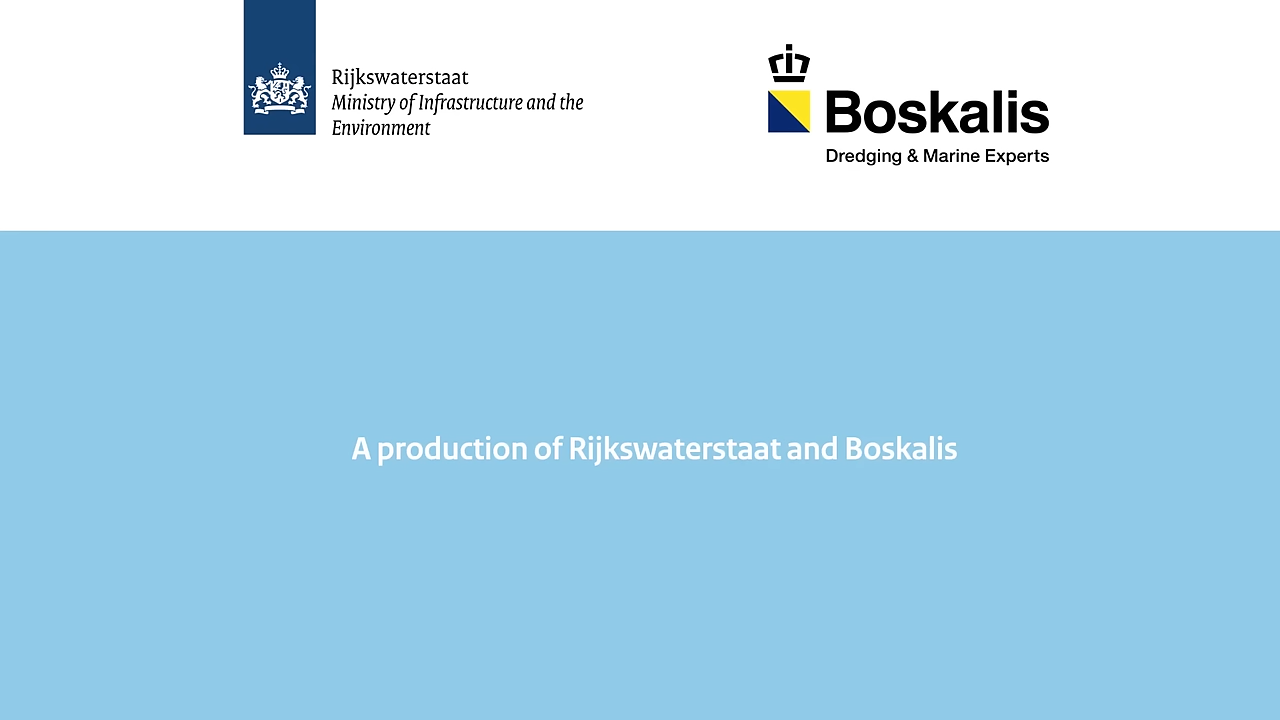 Rijkswaterstaat
Ministry of Infrastructure and the
Environment
Boskalis
Dredging & Marine Experts
A production of Rijkswaterstaat and Boskalis